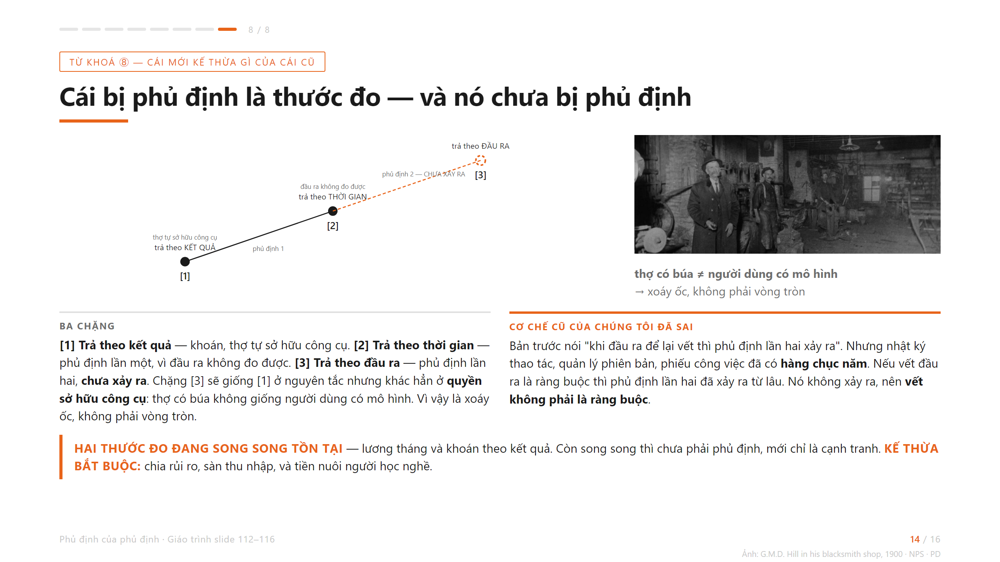 8 / 8
TỪ KHOÁ ⑧ — CÁI MỚI KẾ THỪA GÌ CỦA CÁI CŨ
Cái bị phủ định là thước đo — và nó chưa bị phủ định
trả theo ĐẦU RA
phủ định 2 — CHƯA XẢY RA
[3]
đầu ra không đo được
trả theo THỜI GIAN
[2]
thợ tự sở hữu công cụ
trả theo KẾT QUẢ
phủ định 1
[1]
thợ có búa ≠ người dùng có mô hình
→ xoáy ốc, không phải vòng tròn
BA CHẶNG
[1] Trả theo kết quả — khoán, thợ tự sở hữu công cụ. [2] Trả theo thời gian —
phủ định lần một, vì đầu ra không đo được. [3] Trả theo đầu ra — phủ định lần
hai, chưa xảy ra. Chặng [3] sẽ giống [1] ở nguyên tắc nhưng khác hẳn ở quyền
sở hữu công cụ: thợ có búa không giống người dùng có mô hình. Vì vậy là xoáy
ốc, không phải vòng tròn.
CƠ CHẾ CŨ CỦA CHÚNG TÔI ĐÃ SAI
Bản trước nói "khi đầu ra để lại vết thì phủ định lần hai xảy ra". Nhưng nhật ký
thao tác, quản lý phiên bản, phiếu công việc đã có hàng chục năm. Nếu vết đầu
ra là ràng buộc thì phủ định lần hai đã xảy ra từ lâu. Nó không xảy ra, nên vết
không phải là ràng buộc.
HAI THƯỚC ĐO ĐANG SONG SONG TỒN TẠI — lương tháng và khoán theo kết quả. Còn song song thì chưa phải phủ định, mới chỉ là cạnh tranh. KẾ THỪA
BẮT BUỘC: chia rủi ro, sàn thu nhập, và tiền nuôi người học nghề.
Phủ định của phủ định · Giáo trình slide 112–116
14 / 16
Ảnh: G.M.D. Hill in his blacksmith shop, 1900 · NPS · PD